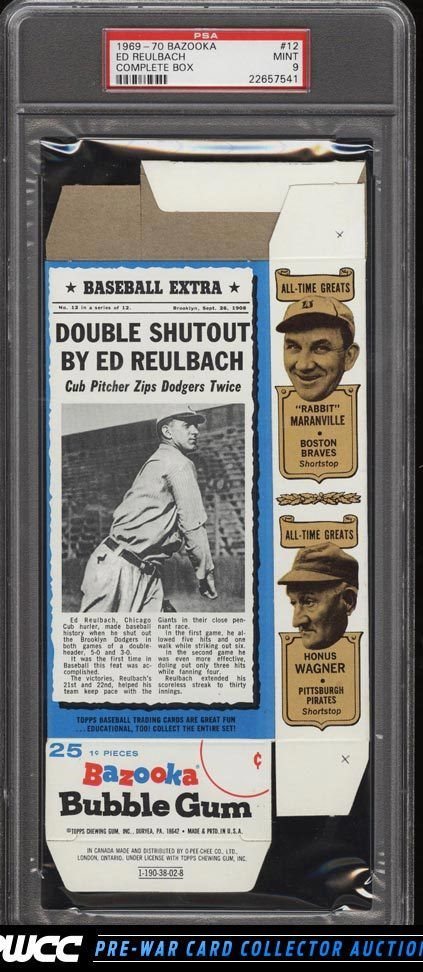 PSA
1969-70 BAZOOKA #12
ED REULBACH MINT
COMPLETE BOX 9
22657541
★ BASEBALL EXTRA ★
No. 12 in a series of 12. Brooklyn, Sept. 26, 1908
DOUBLE SHUTOUT
BY ED REULBACH
Cub Pitcher Zips Dodgers Twice
Ed Reulbach, Chicago
Cub hurler, made baseball
history when he shut out
the Brooklyn Dodgers in
both games of a double-
header, 5-0 and 3-0.
It was the first time in
Baseball this feat was ac-
complished.
The victories, Reulbach's
21st and 22nd, helped his
team keep pace with the
Giants in their close pen-
nant race.
In the first game, he al-
lowed five hits and one
walk while striking out six.
In the second game he
was even more effective,
doling out only three hits
while fanning four.
Reulbach extended his
scoreless streak to thirty
innings.
TOPPS BASEBALL TRADING CARDS ARE GREAT FUN
...EDUCATIONAL, TOO! COLLECT THE ENTIRE SET!
25 1¢ PIECES
¢
Bazooka®
Bubble Gum
©TOPPS CHEWING GUM, INC., DURYEA, PA. 18642 • MADE & PRTD. IN U.S.A.
IN CANADA MADE AND DISTRIBUTED BY O-PEE-CHEE CO. LTD.,
LONDON, ONTARIO. UNDER LICENSE WITH TOPPS CHEWING GUM, INC.
1-190-38-02-8
x
ALL-TIME GREATS
B
"RABBIT"
MARANVILLE
•
BOSTON
BRAVES
Shortstop
ALL-TIME GREATS
HONUS
WAGNER
•
PITTSBURGH
PIRATES
Shortstop
x
PWCC PRE-WAR CARD COLLECTOR AUCTION